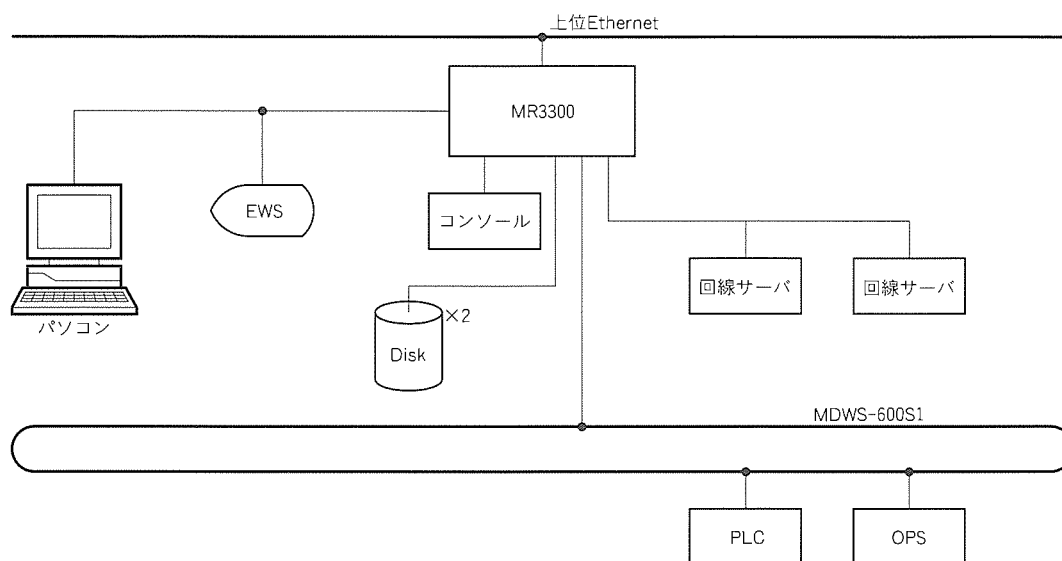 上位Ethernet
MR3300
EWS
コンソール
回線サーバ
回線サーバ
パソコン
×2
Disk
MDWS-600S1
PLC
OPS